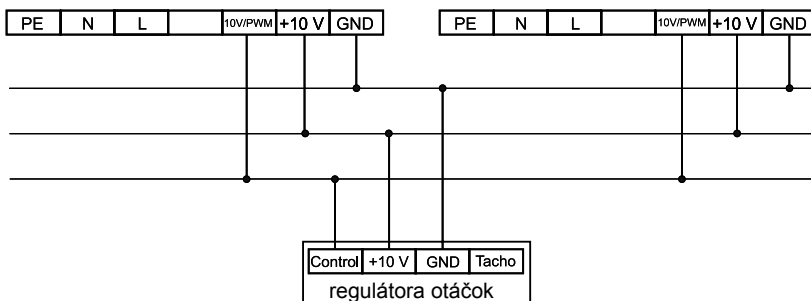 PE N L 10V/PWM +10 V GND PE N L 10V/PWM +10 V GND
Control +10 V GND Tacho
regulátora otáčok